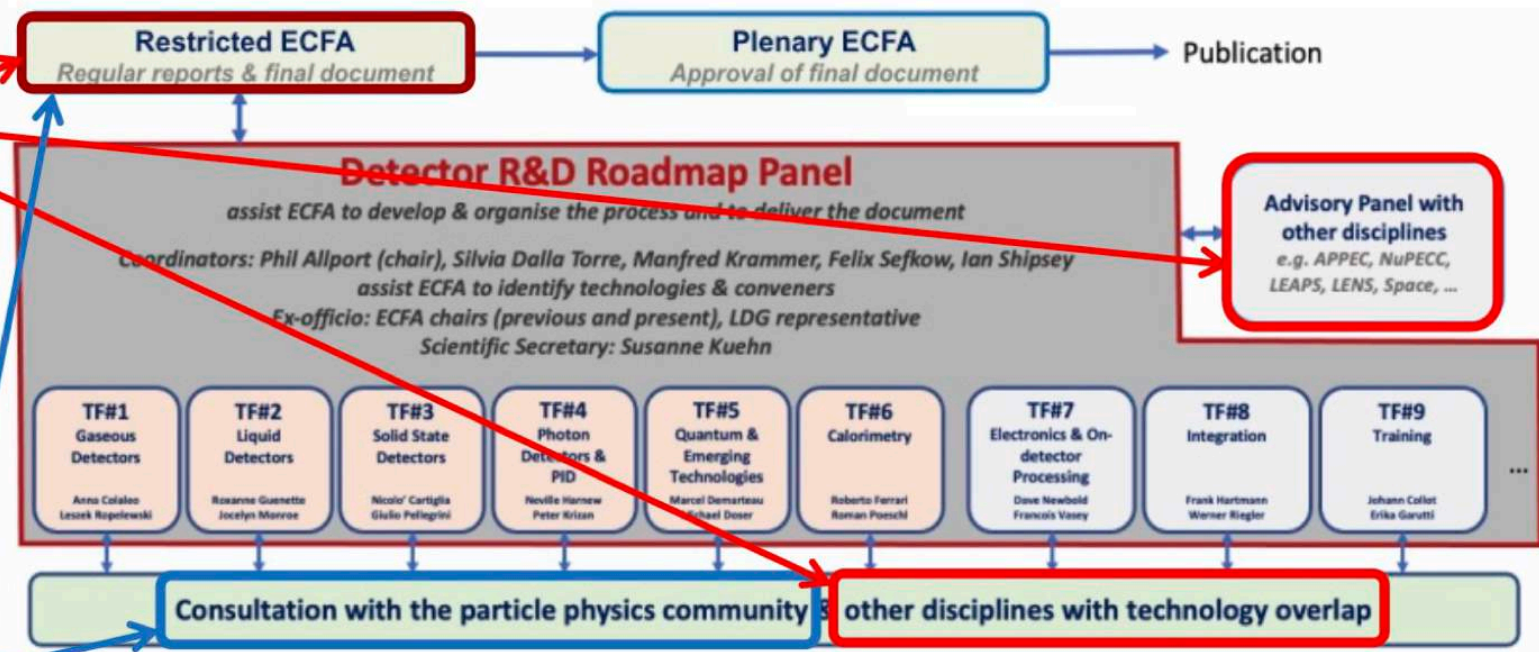 Restricted ECFA
Regular reports & final document
Plenary ECFA
Approval of final document
Publication
Detector R&D Roadmap Panel
assist ECFA to develop & organise the process and to deliver the document
Coordinators: Phil Allport (chair), Silvia Dalla Torre, Manfred Krammer, Felix Sefkow, Ian Shipsey
assist ECFA to identify technologies & conveners
Ex-officio: ECFA chairs (previous and present), LDG representative
Scientific Secretary: Susanne Kuehn
Advisory Panel with
other disciplines
e.g. APPEC, NuPECC,
LEAPS, LENS, Space, ...
TF#1
Gaseous
Detectors
Anna Colaleo
Leszek Ropelewski
TF#2
Liquid
Detectors
Roxanne Guenette
Jocelyn Monroe
TF#3
Solid State
Detectors
Nicolo' Cartiglia
Giulio Pellegrini
TF#4
Photon
Detectors &
PID
Neville Harnew
Peter Krizan
TF#5
Quantum &
Emerging
Technologies
Marcel Demarteau
Michael Doser
TF#6
Calorimetry
Roberto Ferrari
Roman Poeschl
TF#7
Electronics & On-
detector
Processing
Dave Newbold
Francois Vasey
TF#8
Integration
Frank Hartmann
Werner Riegler
TF#9
Training
Johann Collot
Erika Garutti
...
Consultation with the particle physics community & other disciplines with technology overlap